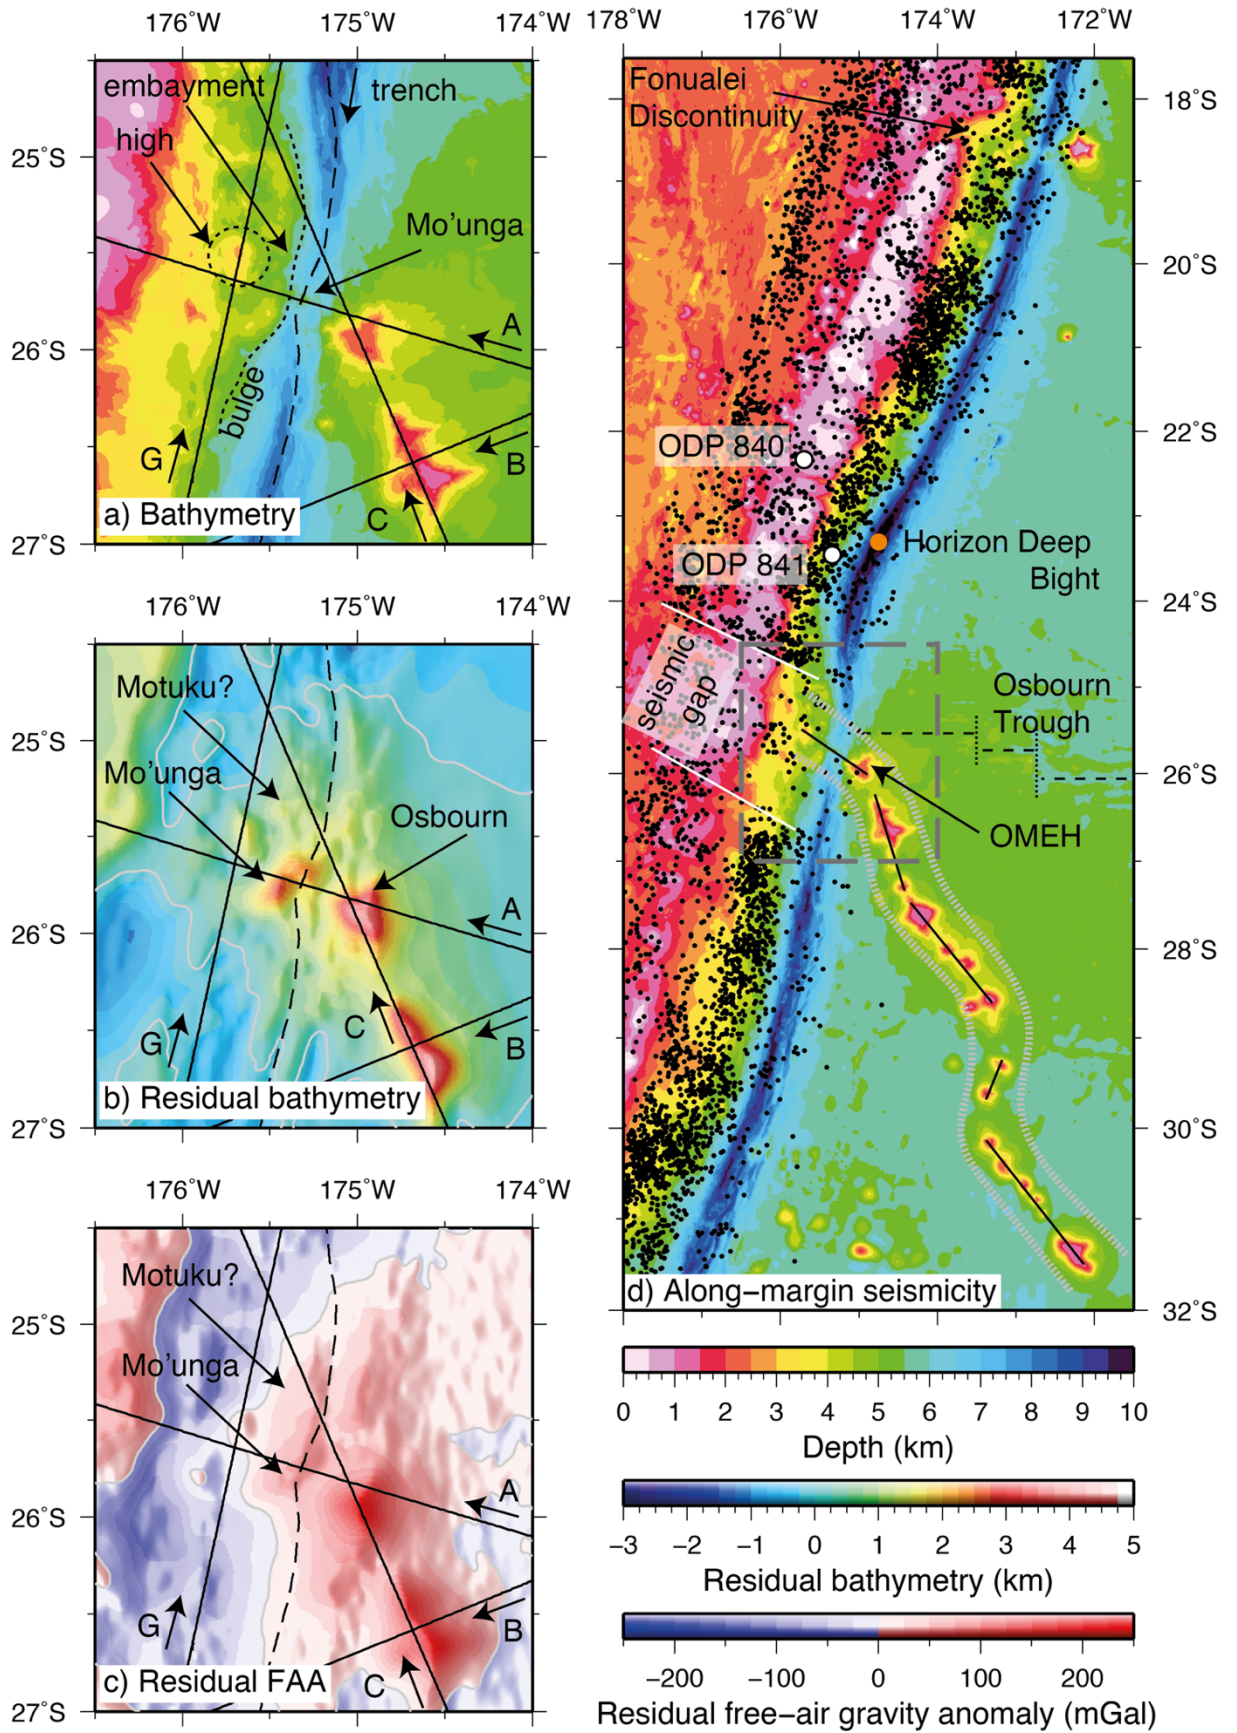 176˚W 175˚W 174˚W
embayment
trench
high
25˚S
Mo'unga
A
26˚S
bulge
G
B
C
a) Bathymetry
27˚S
176˚W 175˚W 174˚W
Motuku?
25˚S
Mo'unga
Osbourn
A
26˚S
C
G
B
b) Residual bathymetry
27˚S
176˚W 175˚W 174˚W
Motuku?
25˚S
Mo'unga
A
26˚S
G
B
C
c) Residual FAA
27˚S
178˚W 176˚W 174˚W 172˚W
Fonualei
Discontinuity
18˚S
20˚S
22˚S
ODP 840
Horizon Deep
Bight
ODP 841
24˚S
seismic
gap
Osbourn
Trough
26˚S
OMEH
28˚S
30˚S
d) Along−margin seismicity
32˚S
0 1 2 3 4 5 6 7 8 9 10
Depth (km)
−3 −2 −1 0 1 2 3 4 5
Residual bathymetry (km)
−200 −100 0 100 200
Residual free−air gravity anomaly (mGal)